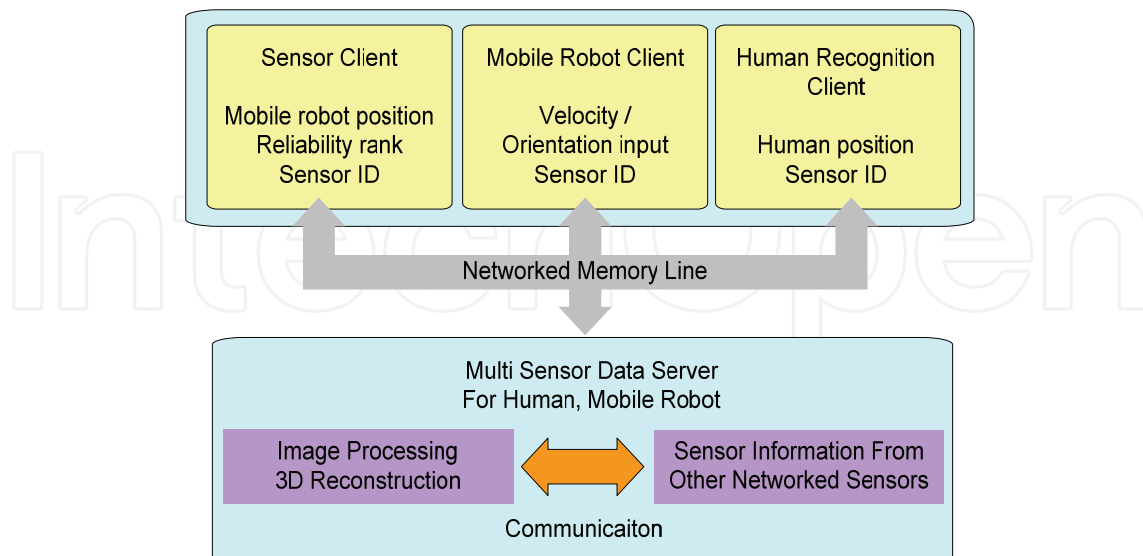 Sensor Client
Mobile robot position
Reliability rank
Sensor ID
Mobile Robot Client
Velocity /
Orientation input
Sensor ID
Human Recognition
Client
Human position
Sensor ID
Networked Memory Line
Multi Sensor Data Server
For Human, Mobile Robot
Image Processing
3D Reconstruction
Sensor Information From
Other Networked Sensors
Communicaiton
IntechOpen